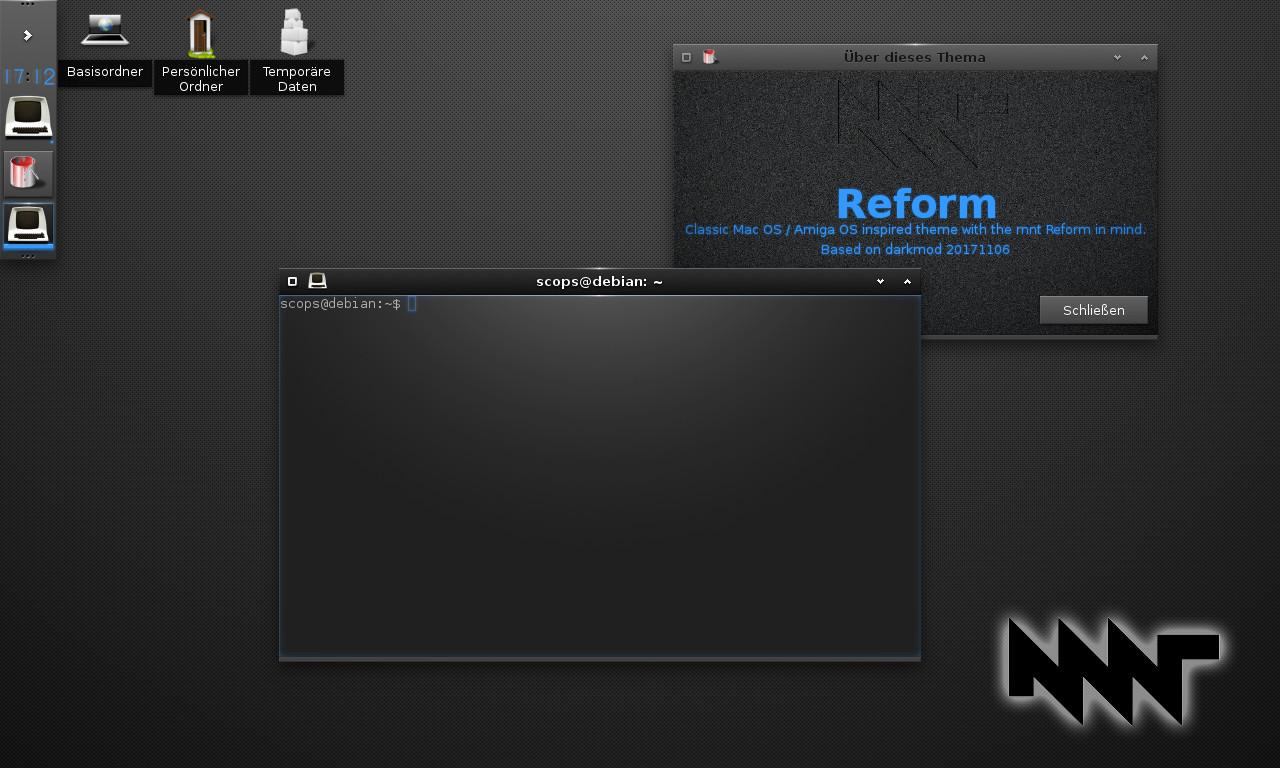 17:12
Basisordner
Persönlicher
Ordner
Temporäre
Daten
Über dieses Thema
Reform
Classic Mac OS / Amiga OS inspired theme with the mnt Reform in mind.
Based on darkmod 20171106
Schließen
scops@debian: ~
scops@debian:~$